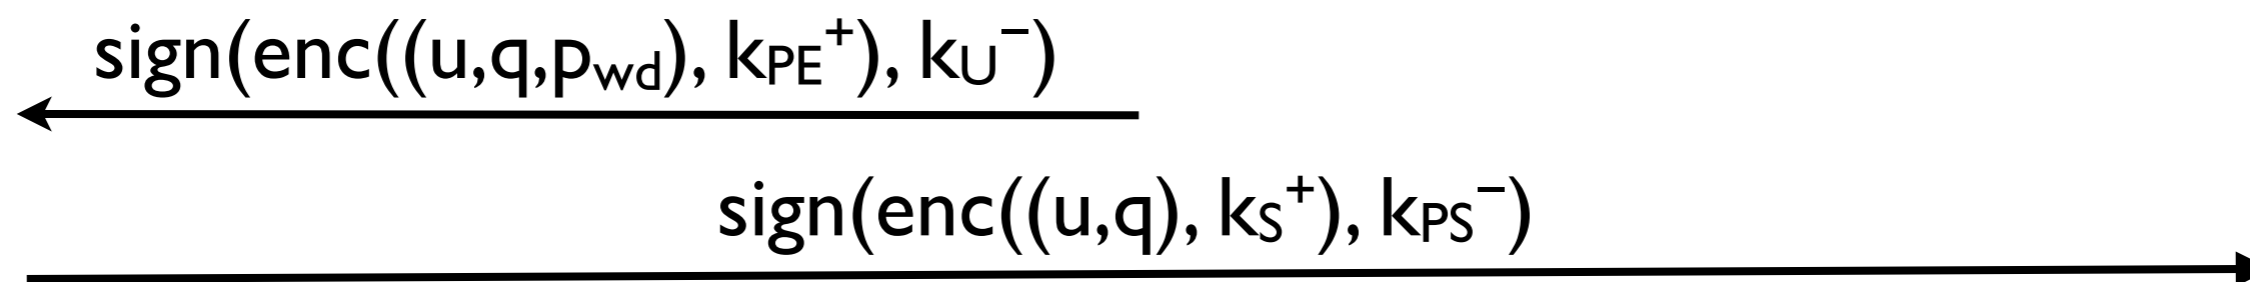 sign(enc((u,q,pwd), kPE+), kU−)
sign(enc((u,q), kS+), kPS−)